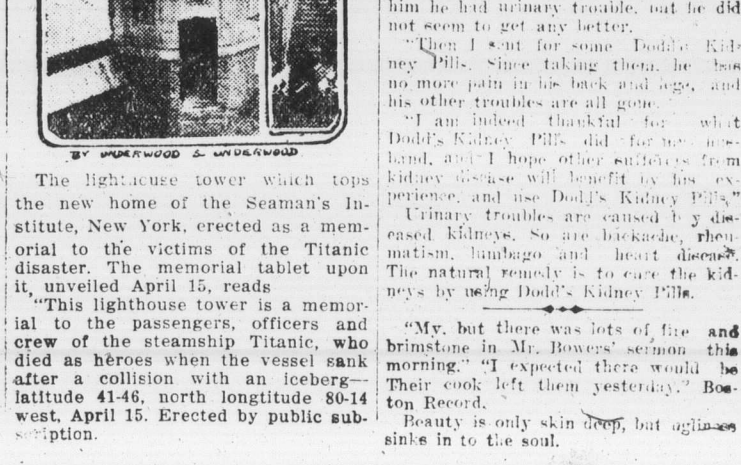 BY UNDERWOOD & UNDERWOOD
The lighthouse tower which tops
the new home of the Seaman's In-
stitute, New York, erected as a mem-
orial to the victims of the Titanic
disaster. The memorial tablet upon
it, unveiled April 15, reads
"This lighthouse tower is a memor-
ial to the passengers, officers and
crew of the steamship Titanic, who
died as heroes when the vessel sank
after a collision with an iceberg—
latitude 41-46, north longtitude 80-14
west, April 15. Erected by public sub-
scription.
him he had urinary trouble, but he did
not seem to get any better.
"Then I sent for some Dodd's Kid-
ney Pills. Since taking them, he has
no more pain in his back and legs, and
his other troubles are all gone.
"I am indeed thankful for what
Dodd's Kidney Pills did for my hus-
band, and I hope other sufferers from
kidney disease will benefit by his ex-
perience, and use Dodd's Kidney Pills."
Urinary troubles are caused by dis-
eased kidneys. So are backache, rheu-
matism, lumbago and heart disease.
The natural remedy is to cure the kid-
neys by using Dodd's Kidney Pills.
"My, but there was lots of fire and
brimstone in Mr. Bowers' sermon this
morning." "I expected there would be
Their cook left them yesterday." Bos-
ton Record.
Beauty is only skin deep, but ugliness
sinks in to the soul.